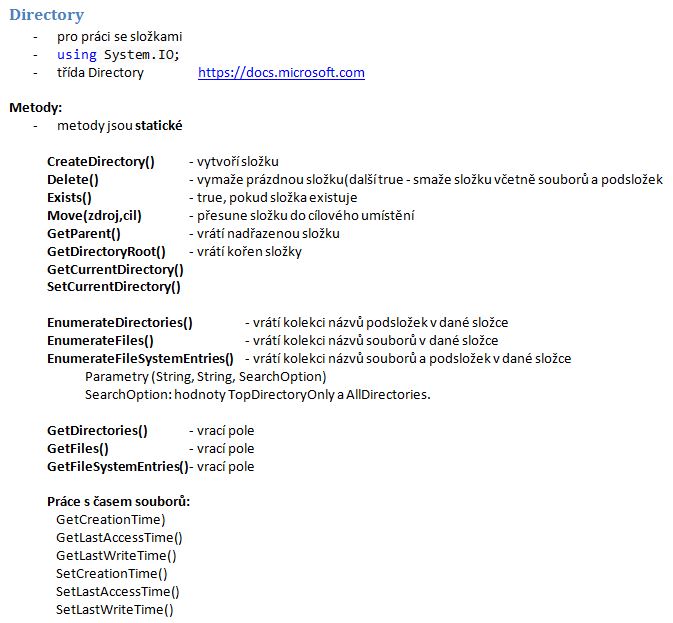 Directory
- pro práci se složkami
- using System.IO;
- třída Directory https://docs.microsoft.com
Metody:
- metody jsou statické
CreateDirectory() - vytvoří složku
Delete() - vymaže prázdnou složku(další true - smaže složku včetně souborů a podsložek
Exists() - true, pokud složka existuje
Move(zdroj,cil) - přesune složku do cílového umístění
GetParent() - vrátí nadřazenou složku
GetDirectoryRoot() - vrátí kořen složky
GetCurrentDirectory()
SetCurrentDirectory()
EnumerateDirectories() - vrátí kolekci názvů podsložek v dané složce
EnumerateFiles() - vrátí kolekci názvů souborů v dané složce
EnumerateFileSystemEntries() - vrátí kolekci názvů souborů a podsložek v dané složce
Parametry (String, String, SearchOption)
SearchOption: hodnoty TopDirectoryOnly a AllDirectories.
GetDirectories() - vrací pole
GetFiles() - vrací pole
GetFileSystemEntries()- vrací pole
Práce s časem souborů:
GetCreationTime)
GetLastAccessTime()
GetLastWriteTime()
SetCreationTime()
SetLastAccessTime()
SetLastWriteTime()